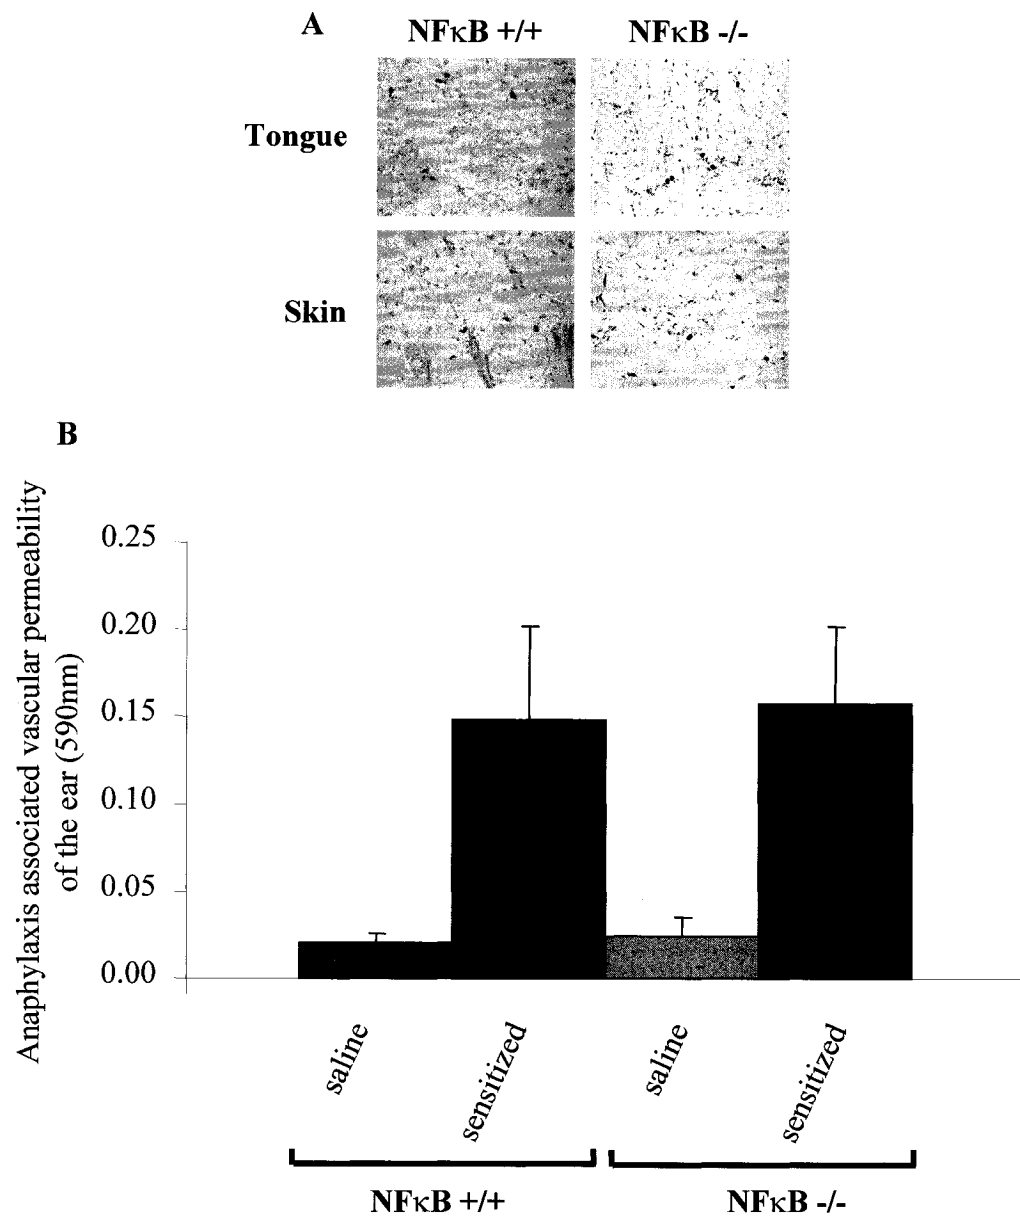 A
NFκB +/+ NFκB -/-
Tongue
Skin
B
Anaphylaxis associated vascular permeability
of the ear (590nm)
0.25
0.20
0.15
0.10
0.05
0.00
saline
sensitized
saline
sensitized
NFκB +/+ NFκB -/-